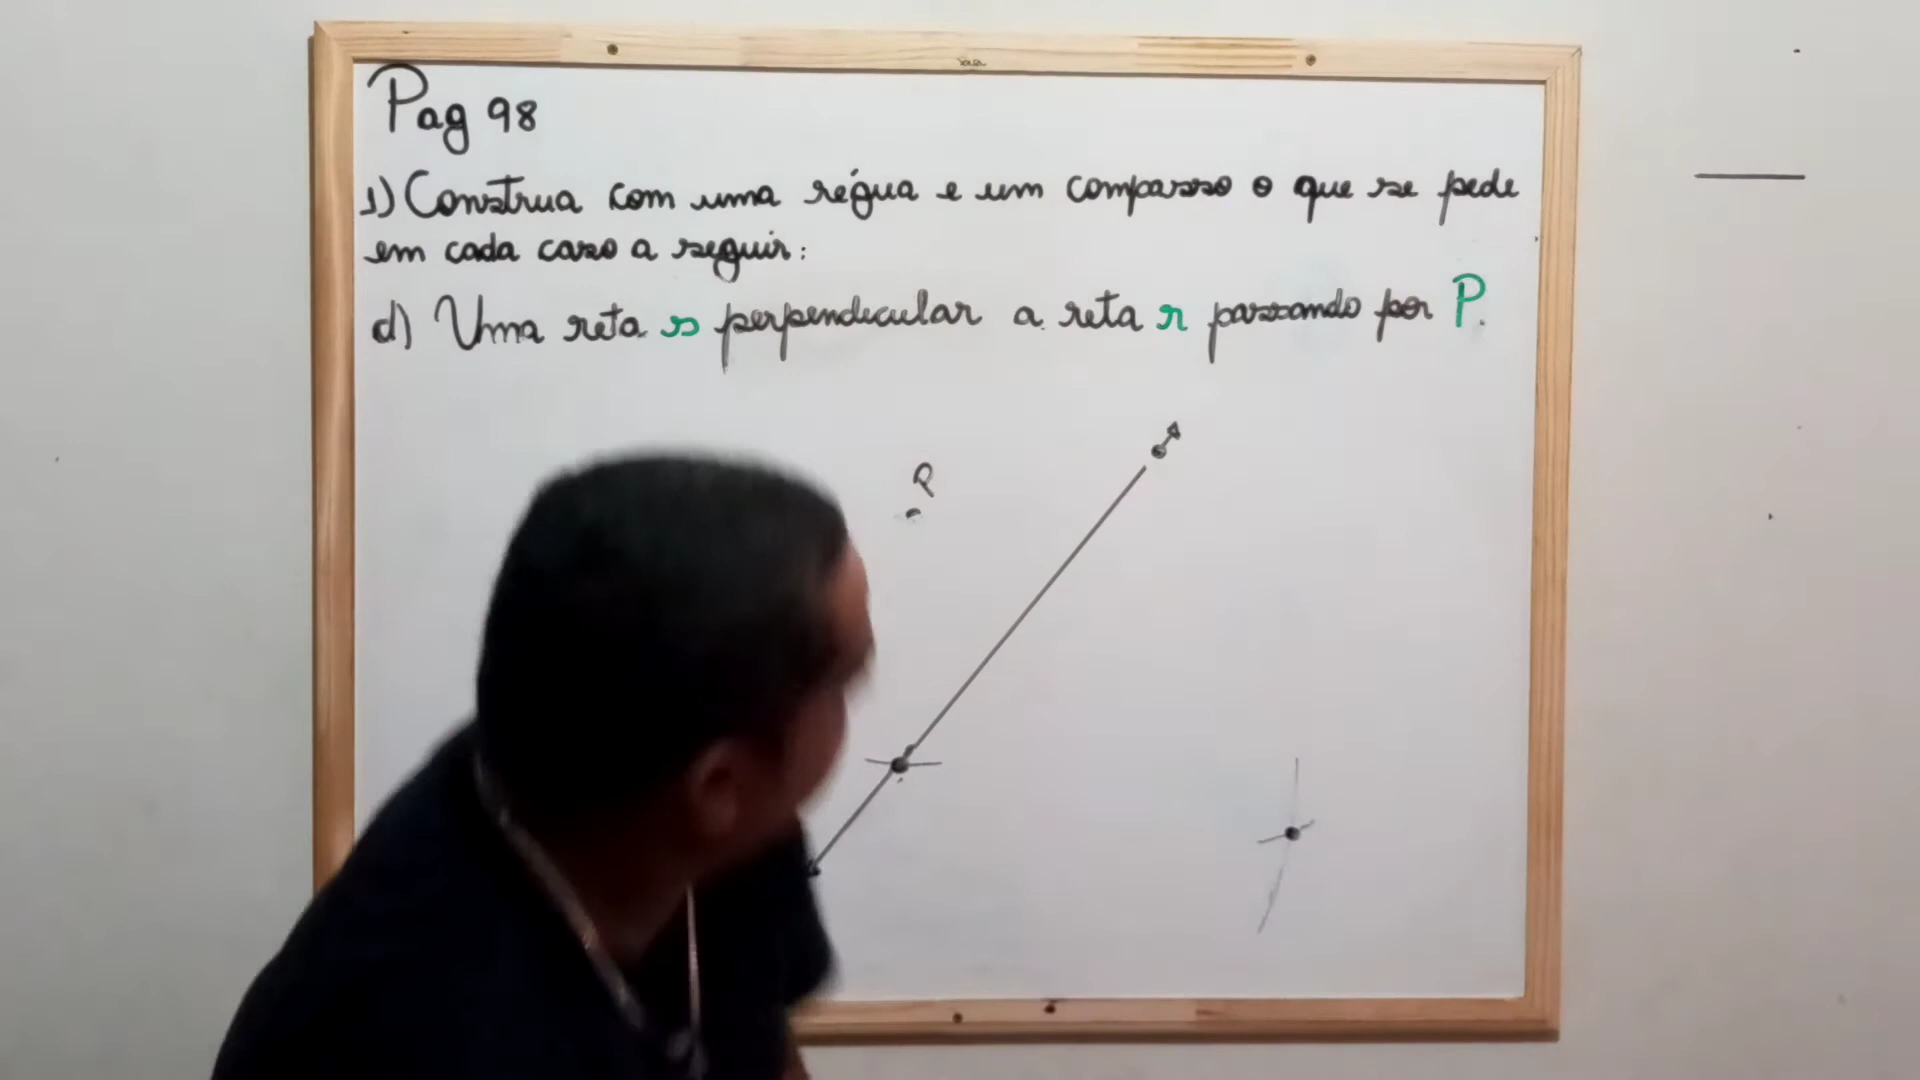 Pag 98
1) Construa com uma régua e um compasso o que se pede
em cada caso a seguir:
d) Uma reta s perpendicular a reta r passando por P.
P